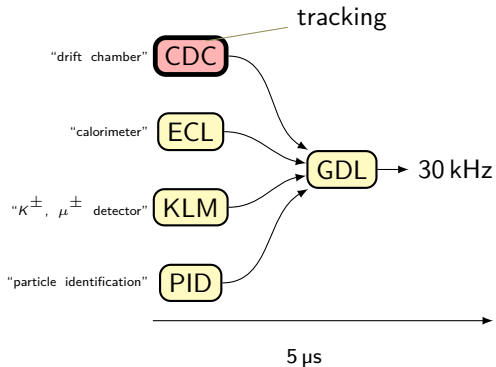 tracking
“drift chamber” CDC
“calorimeter” ECL
GDL 30 kHz
“K±, μ± detector” KLM
“particle identification” PID
5 μs